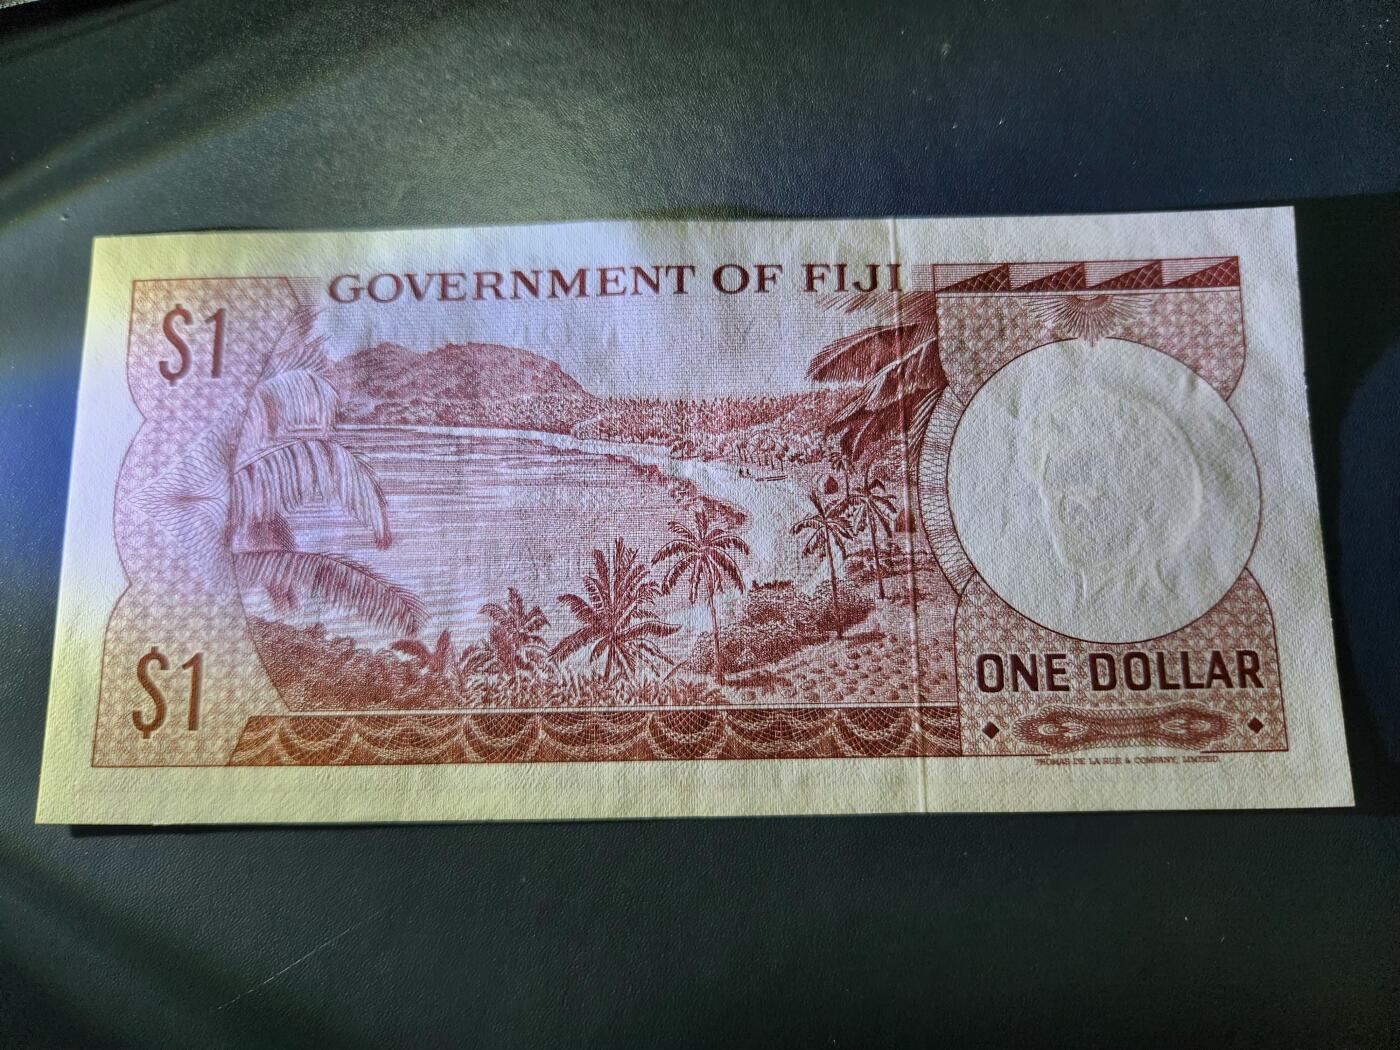 GOVERNMENT OF FIJI
$1
$1
ONE DOLLAR
THOMAS DE LA RUE & COMPANY, LIMITED.